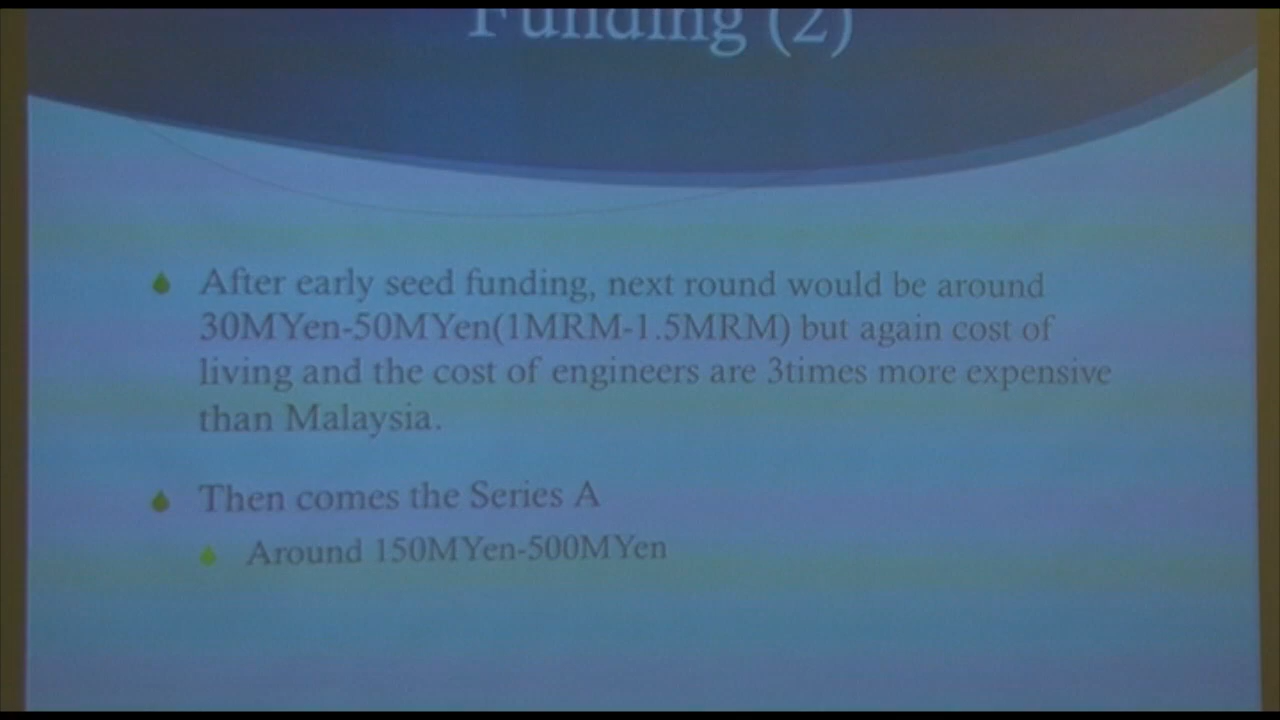 Funding (2)
After early seed funding, next round would be around
30MYen-50MYen(1MRM-1.5MRM) but again cost of
living and the cost of engineers are 3times more expensive
than Malaysia.
Then comes the Series A
Around 150MYen-500MYen